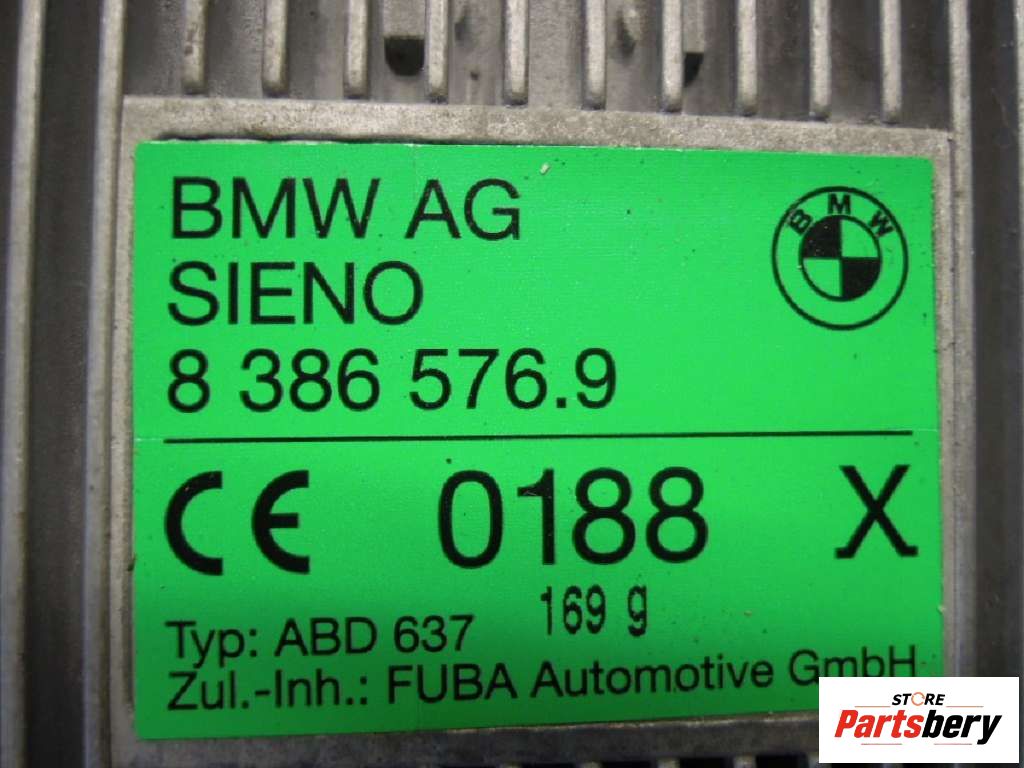 BMW AG
BMW
SIENO
8 386 576.9
CE 0188 X
169 g
Typ: ABD 637
Zul.-Inh.: FUBA Automotive GmbH
STORE
Partsbery